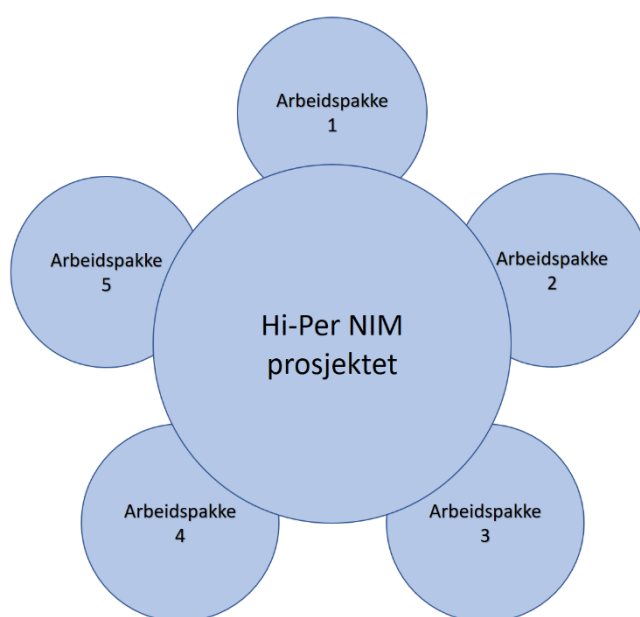 Arbeidspakke
1
Arbeidspakke
2
Arbeidspakke
3
Arbeidspakke
4
Arbeidspakke
5
Hi-Per NIM
prosjektet